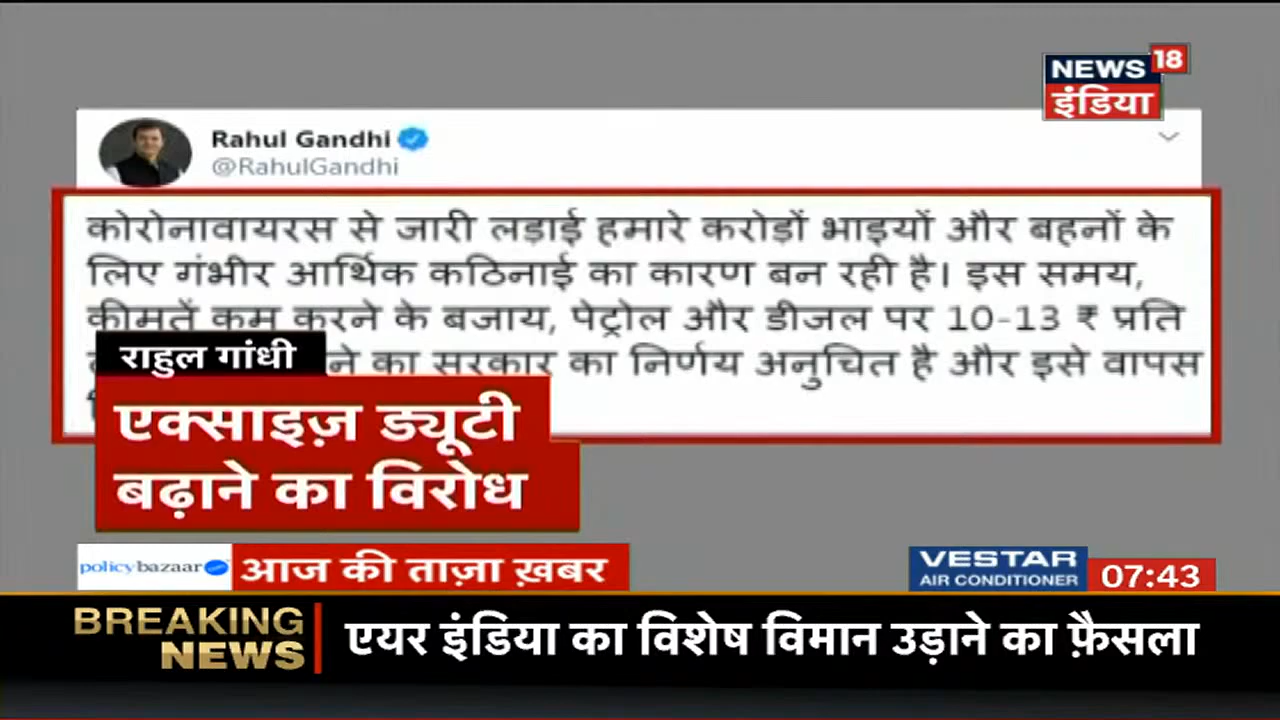 NEWS 18
इंडिया
Rahul Gandhi
@RahulGandhi
कोरोनावायरस से जारी लड़ाई हमारे करोड़ों भाइयों और बहनों के
लिए गंभीर आर्थिक कठिनाई का कारण बन रही है। इस समय,
कीमतें कम करने के बजाय, पेट्रोल और डीजल पर 10-13 ₹ प्रति
का सरकार का निर्णय अनुचित है और इसे वापस
राहुल गांधी
एक्साइज़ ड्यूटी
बढ़ाने का विरोध
policybazaar
आज की ताज़ा ख़बर
VESTAR
AIR CONDITIONER
07:43
BREAKING
NEWS
एयर इंडिया का विशेष विमान उड़ाने का फ़ैसला